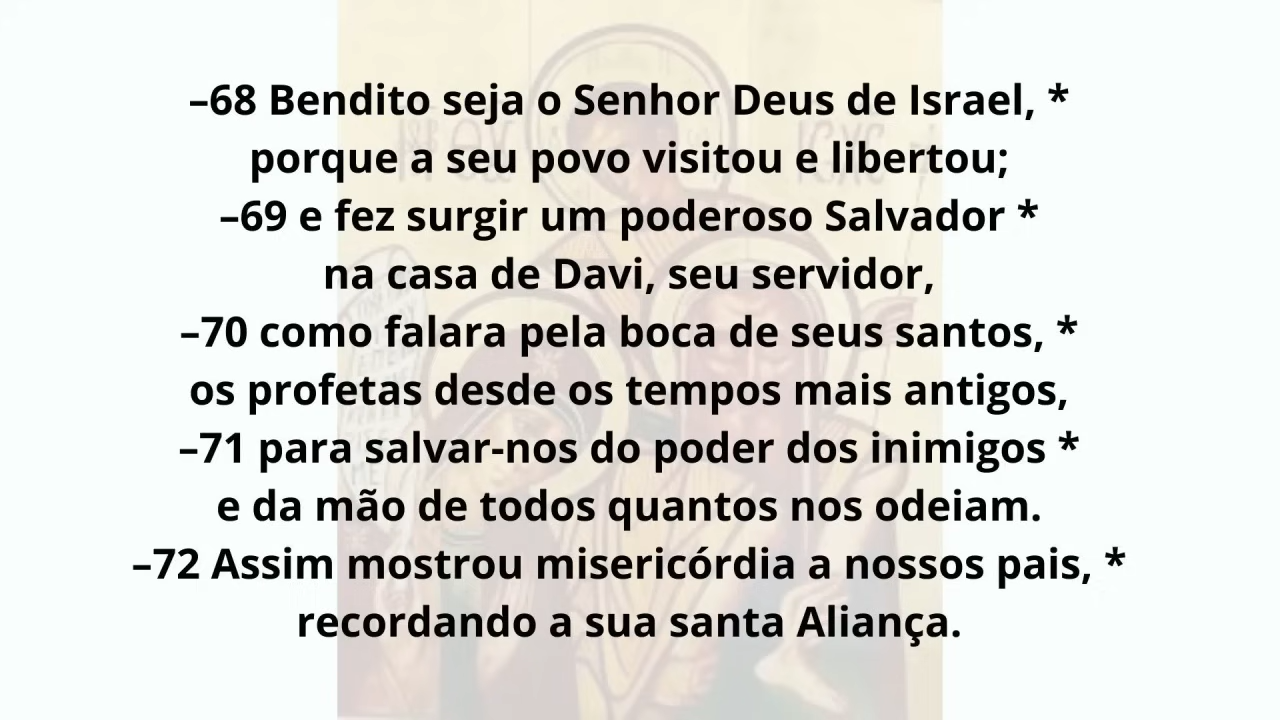 –68 Bendito seja o Senhor Deus de Israel, *
porque a seu povo visitou e libertou;
–69 e fez surgir um poderoso Salvador *
na casa de Davi, seu servidor,
–70 como falara pela boca de seus santos, *
os profetas desde os tempos mais antigos,
–71 para salvar-nos do poder dos inimigos *
e da mão de todos quantos nos odeiam.
–72 Assim mostrou misericórdia a nossos pais, *
recordando a sua santa Aliança.